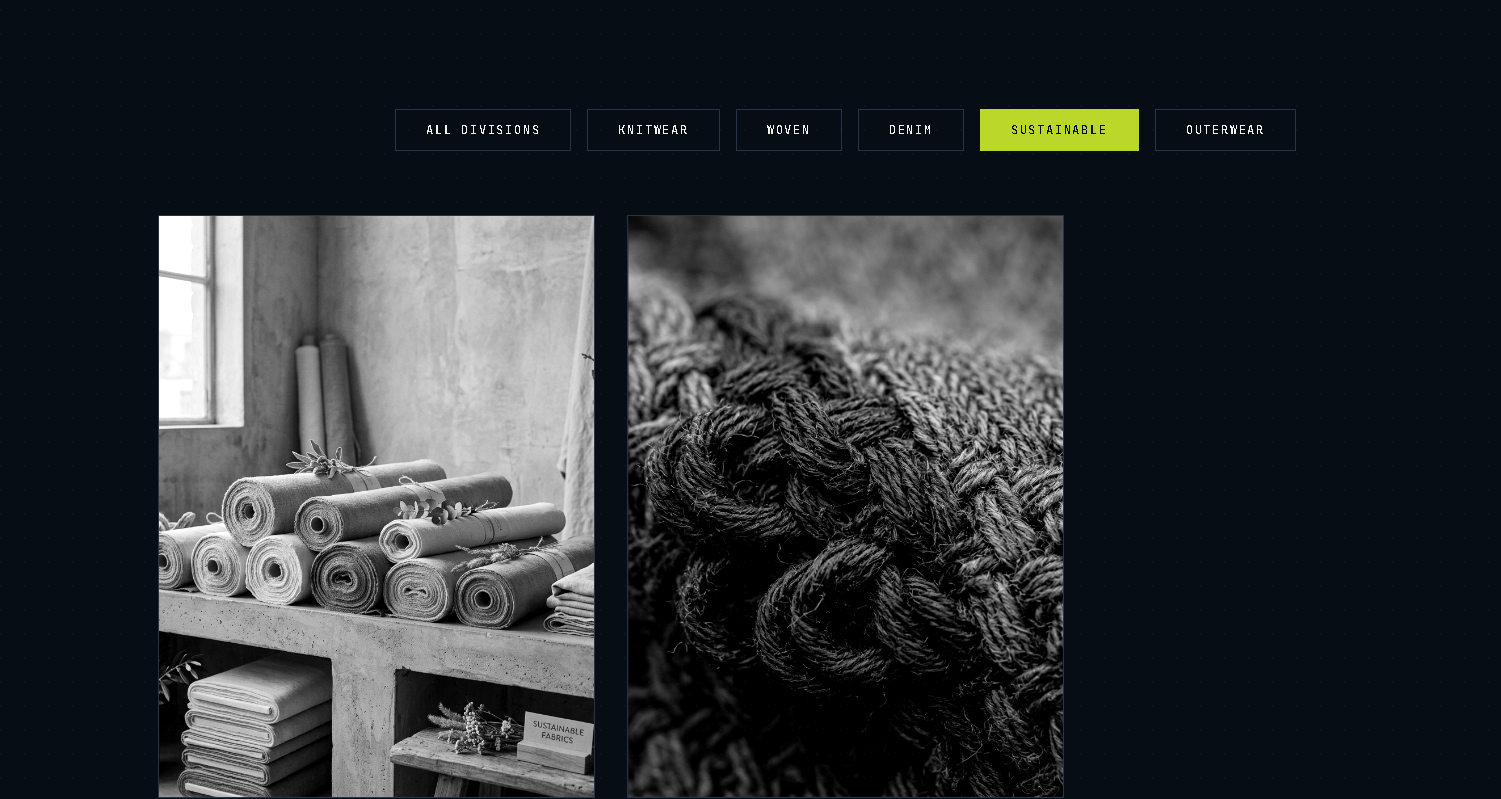 ALL DIVISIONS
KNITWEAR
WOVEN
DENIM
SUSTAINABLE
OUTERWEAR
SUSTAINABLE
FABRICS